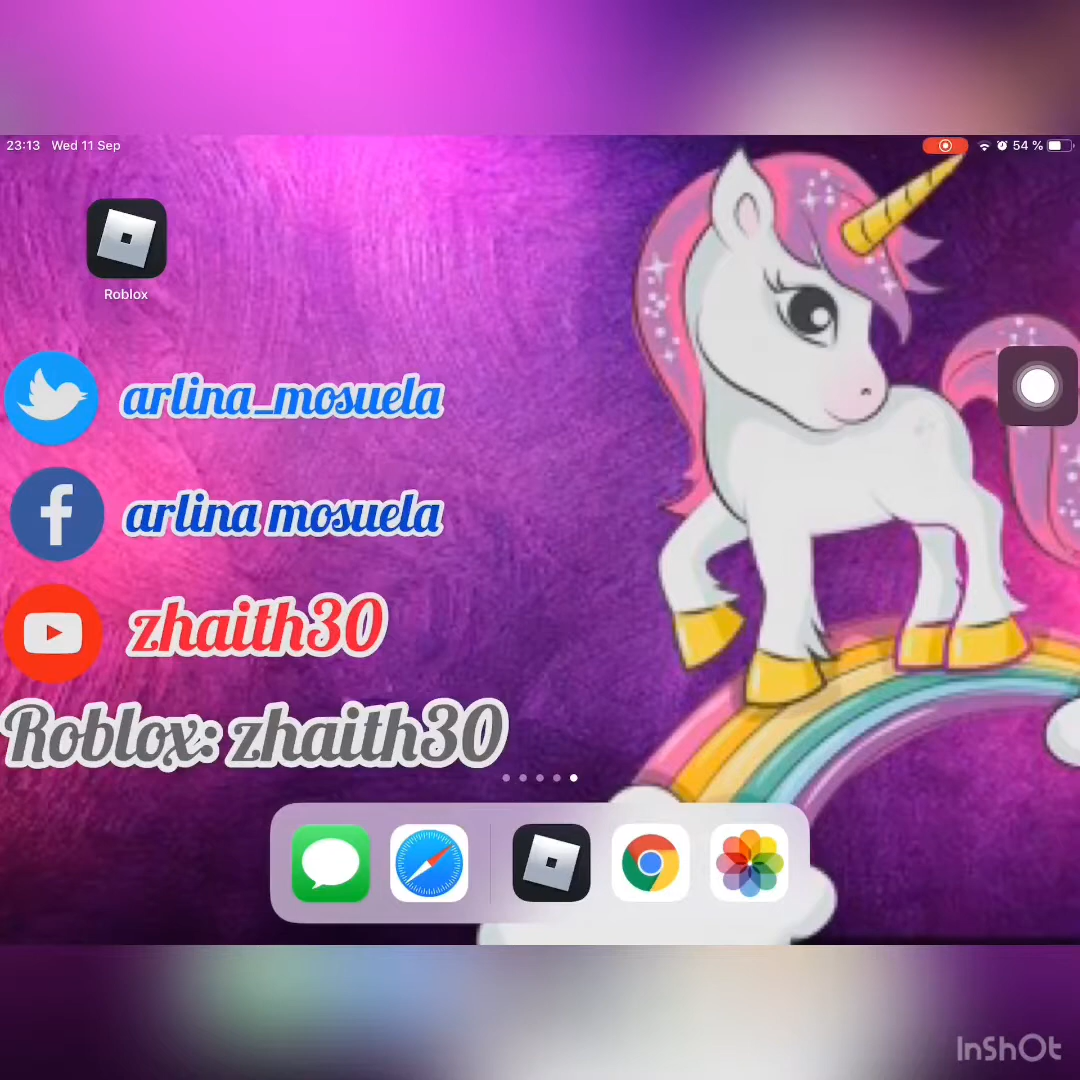 23:13 Wed 11 Sep
54 %
Roblox
arlina_mosuela
arlina mosuela
zhaith30
Roblox: zhaith30
InShOt